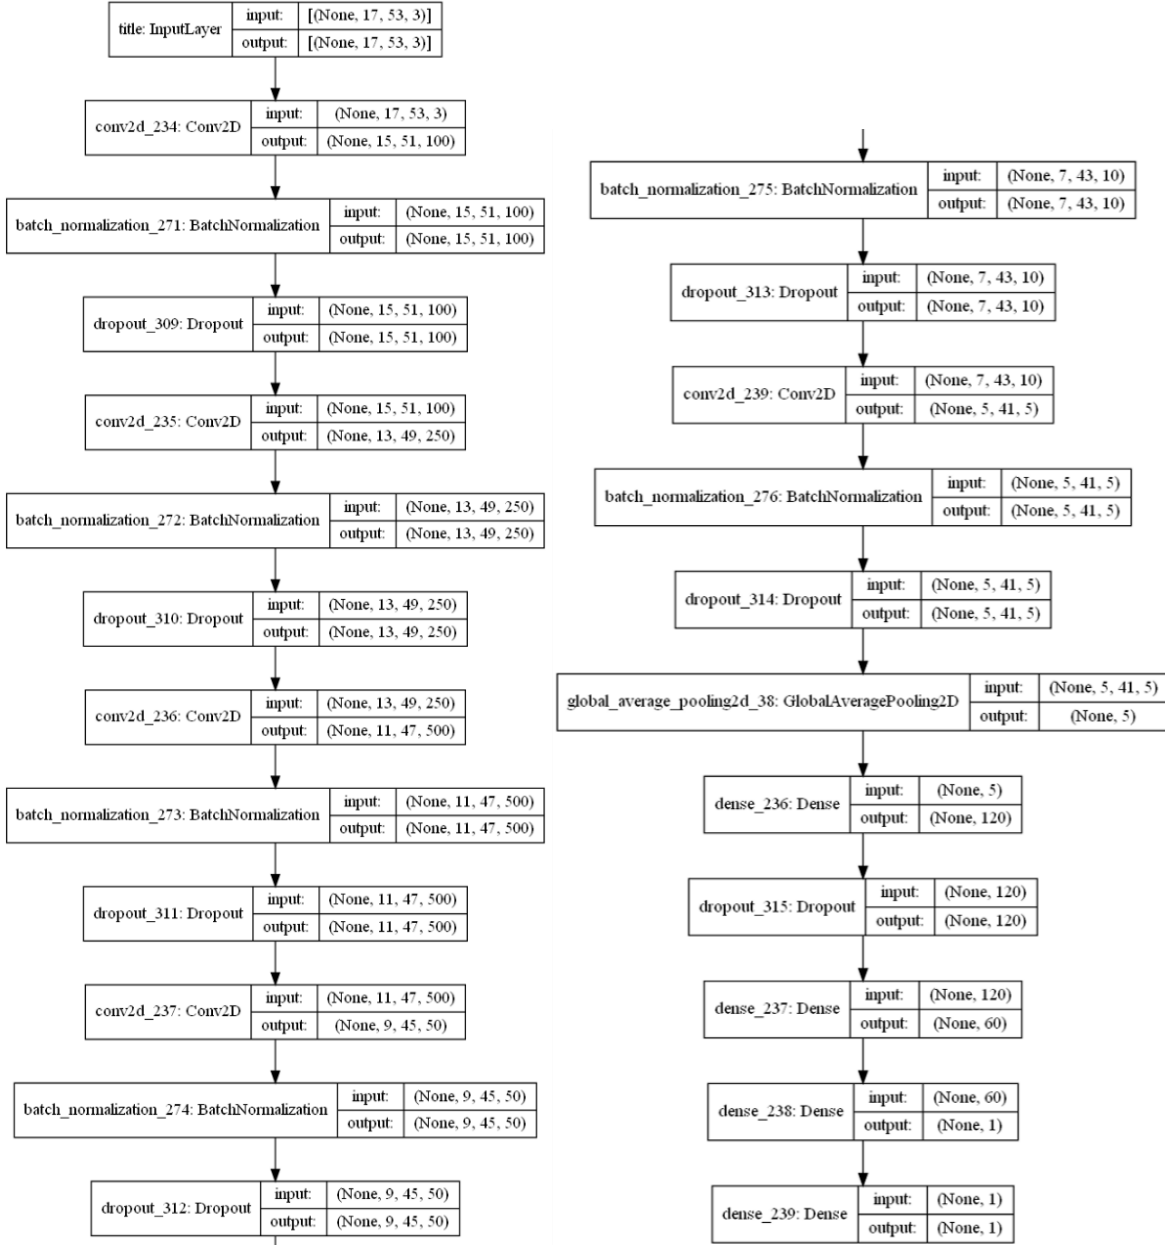 title: InputLayer
input: [(None, 17, 53, 3)]
output: [(None, 17, 53, 3)]
conv2d_234: Conv2D
input: (None, 17, 53, 3)
output: (None, 15, 51, 100)
batch_normalization_271: BatchNormalization
input: (None, 15, 51, 100)
output: (None, 15, 51, 100)
dropout_309: Dropout
input: (None, 15, 51, 100)
output: (None, 15, 51, 100)
conv2d_235: Conv2D
input: (None, 15, 51, 100)
output: (None, 13, 49, 250)
batch_normalization_272: BatchNormalization
input: (None, 13, 49, 250)
output: (None, 13, 49, 250)
dropout_310: Dropout
input: (None, 13, 49, 250)
output: (None, 13, 49, 250)
conv2d_236: Conv2D
input: (None, 13, 49, 250)
output: (None, 11, 47, 500)
batch_normalization_273: BatchNormalization
input: (None, 11, 47, 500)
output: (None, 11, 47, 500)
dropout_311: Dropout
input: (None, 11, 47, 500)
output: (None, 11, 47, 500)
conv2d_237: Conv2D
input: (None, 11, 47, 500)
output: (None, 9, 45, 50)
batch_normalization_274: BatchNormalization
input: (None, 9, 45, 50)
output: (None, 9, 45, 50)
dropout_312: Dropout
input: (None, 9, 45, 50)
output: (None, 9, 45, 50)
batch_normalization_275: BatchNormalization
input: (None, 7, 43, 10)
output: (None, 7, 43, 10)
dropout_313: Dropout
input: (None, 7, 43, 10)
output: (None, 7, 43, 10)
conv2d_239: Conv2D
input: (None, 7, 43, 10)
output: (None, 5, 41, 5)
batch_normalization_276: BatchNormalization
input: (None, 5, 41, 5)
output: (None, 5, 41, 5)
dropout_314: Dropout
input: (None, 5, 41, 5)
output: (None, 5, 41, 5)
global_average_pooling2d_38: GlobalAveragePooling2D
input: (None, 5, 41, 5)
output: (None, 5)
dense_236: Dense
input: (None, 5)
output: (None, 120)
dropout_315: Dropout
input: (None, 120)
output: (None, 120)
dense_237: Dense
input: (None, 120)
output: (None, 60)
dense_238: Dense
input: (None, 60)
output: (None, 1)
dense_239: Dense
input: (None, 1)
output: (None, 1)